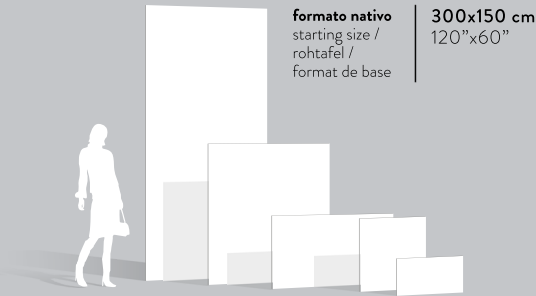 formato nativo
starting size /
rohtafel /
format de base
300x150 cm
120”x60”